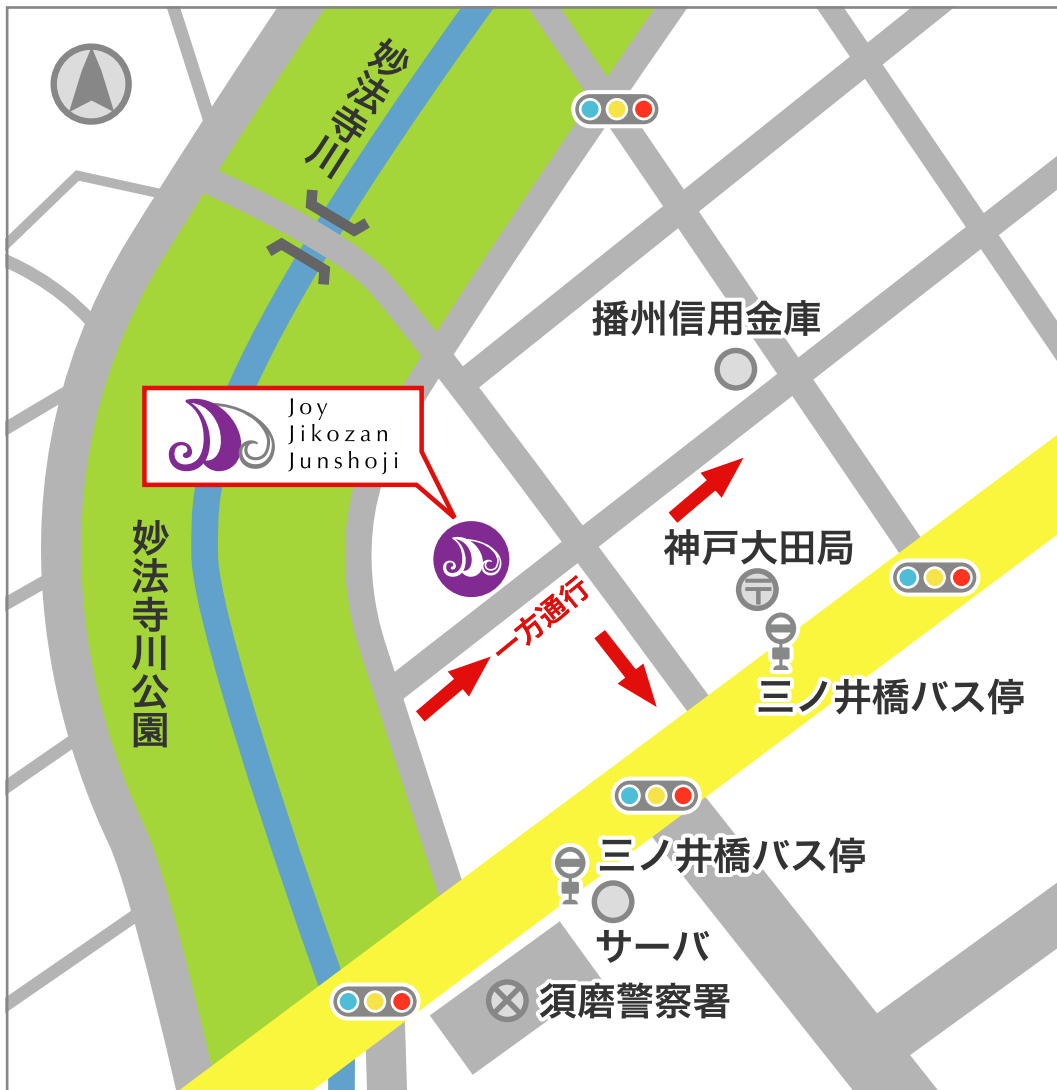 妙法寺川
播州信用金庫
Joy
Jikozan
Junshoji
妙法寺川公園
神戸大田局
一方通行
三ノ井橋バス停
三ノ井橋バス停
サーバ
須磨警察署